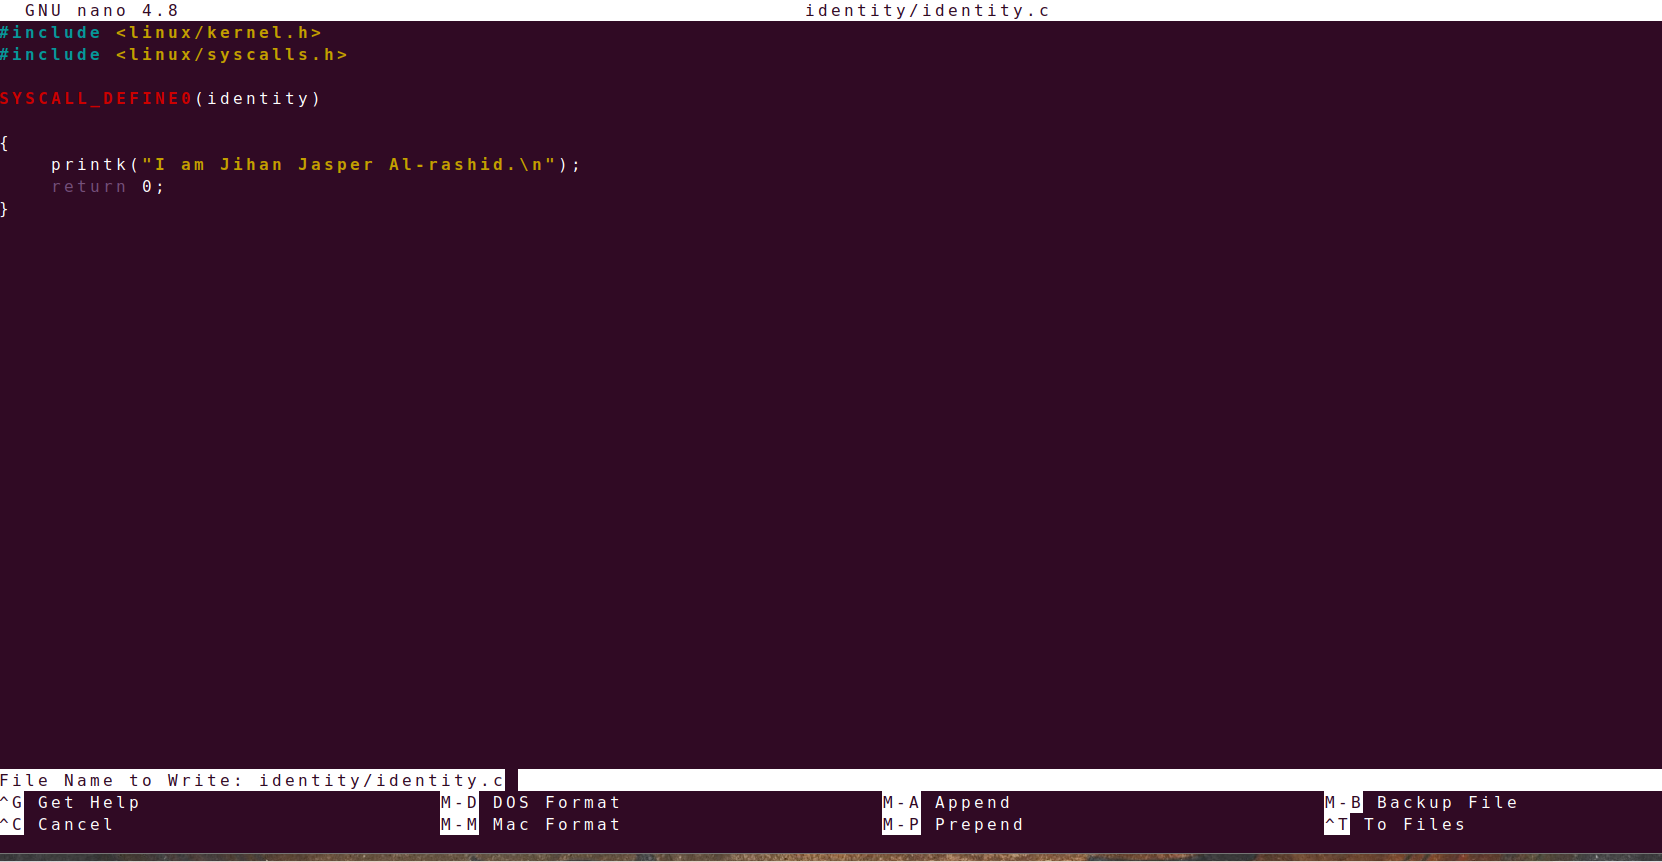 GNU nano 4.8 identity/identity.c
#include <linux/kernel.h>
#include <linux/syscalls.h>
SYSCALL_DEFINE0(identity)
{
printk("I am Jihan Jasper Al-rashid.\n");
return 0;
}
File Name to Write: identity/identity.c
^G Get Help M-D DOS Format M-A Append M-B Backup File
^C Cancel M-M Mac Format M-P Prepend ^T To Files